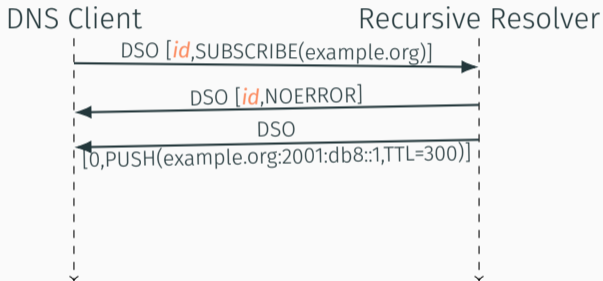 DNS Client
Recursive Resolver
DSO [id,SUBSCRIBE(example.org)]
DSO [id,NOERROR]
DSO
[0,PUSH(example.org:2001:db8::1,TTL=300)]